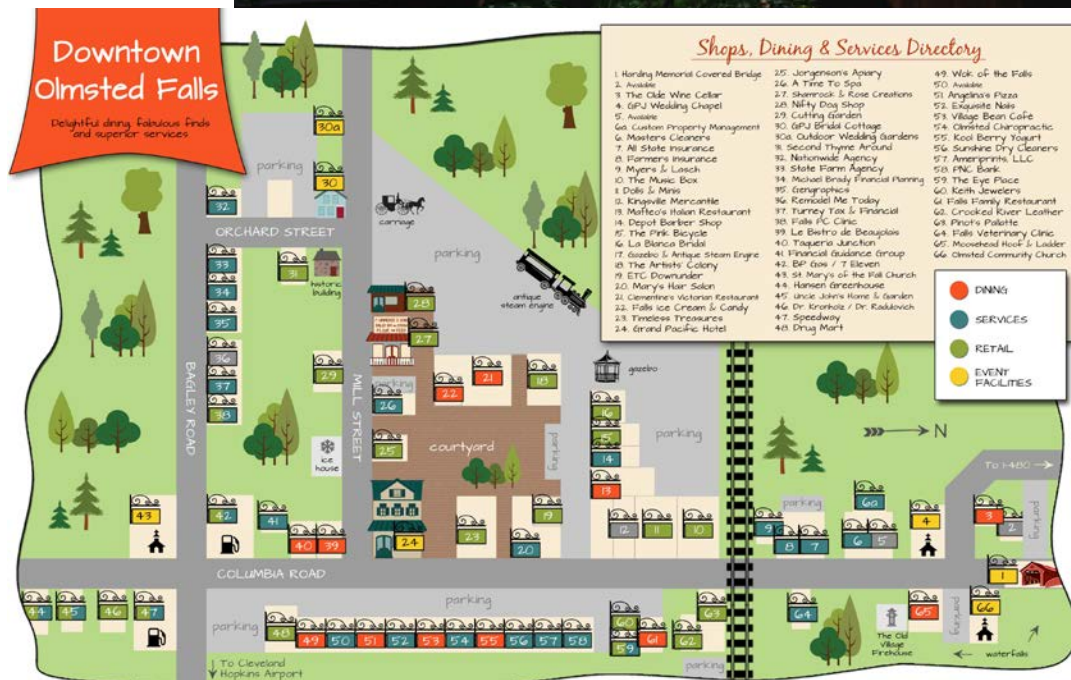 Downtown
Olmsted Falls
Delightful dining, fabulous finds
and superior services
Shops, Dining & Services Directory
1. Harding Memorial Covered Bridge
2. Available
3. The Olde Wine Cellar
4. GPJ Wedding Chapel
5. Available
6a. Custom Property Management
6. Masters Cleaners
7. All State Insurance
8. Farmers Insurance
9. Myers & Lasch
10. The Music Box
11. Dolls & Minis
12. Kingsville Mercantile
13. Matteo's Italian Restaurant
14. Depot Barber Shop
15. The Pink Bicycle
16. La Blanca Bridal
17. Gazebo & Antique Steam Engine
18. The Artists' Colony
19. ETC Downunder
20. Mary's Hair Salon
21. Clementine's Victorian Restaurant
22. Falls Ice Cream & Candy
23. Timeless Treasures
24. Grand Pacific Hotel
25. Jorgenson's Apiary
26. A Time To Spa
27. Shamrock & Rose Creations
28. Nifty Dog Shop
29. Cutting Garden
30. GPJ Bridal Cottage
30a. Outdoor Wedding Gardens
31. Second Thyme Around
32. Nationwide Agency
33. State Farm Agency
34. Michael Brady Financial Planning
35. Genigraphics
36. Remodel Me Today
37. Turney Tax & Financial
38. Falls PC Clinic
39. Le Bistro de Beaujolais
40. Taqueria Junction
41. Financial Guidance Group
42. BP Gas / 7 Eleven
43. St. Mary's of the Fall Church
44. Hansen Greenhouse
45. Uncle John's Home & Garden
46. Dr. Kronholz / Dr. Radulovich
47. Speedway
48. Drug Mart
49. Wok of the Falls
50. Available
51. Angelina's Pizza
52. Exquisite Nails
53. Village Bean Cafe
54. Olmsted Chiropractic
55. Kool Berry Yogurt
56. Sunshine Dry Cleaners
57. Ameriprints, LLC
58. PNC Bank
59. The Eye Place
60. Keith Jewelers
61. Falls Family Restaurant
62. Crooked River Leather
63. Pinot's Pallette
64. Falls Veterinary Clinic
65. Moosehead Hoof & Ladder
66. Olmsted Community Church
DINING
SERVICES
RETAIL
EVENT
FACILITIES
30a
parking
30
32
carriage
ORCHARD STREET
33
31
historic
building
34
28
antique
steam engine
35
27
36
29
BAGLEY ROAD
MILL STREET
gazebo
37
parking
21
18
22
26
38
16
N
15
parking
ice
house
25
courtyard
parking
14
13
To I-480
43
42
41
40
39
24
23
19
20
12
11
10
parking
9
8
7
6a
6
5
4
3
2
parking
COLUMBIA ROAD
1
44
45
46
47
parking
parking
48
49
50
51
52
53
54
55
56
57
58
60
59
61
63
62
64
65
parking
66
The Old
Village
Firehouse
waterfalls
parking
To Cleveland
Hopkins Airport